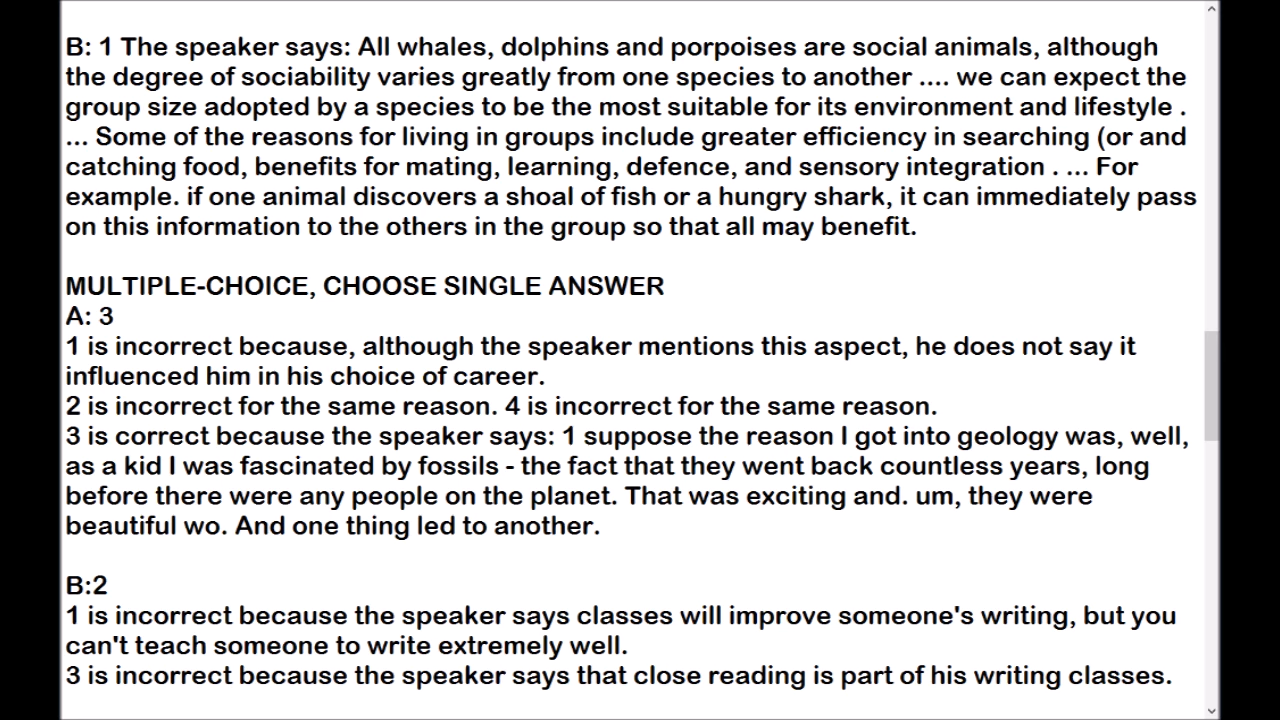 B: 1 The speaker says: All whales, dolphins and porpoises are social animals, although
the degree of sociability varies greatly from one species to another .... we can expect the
group size adopted by a species to be the most suitable for its environment and lifestyle .
... Some of the reasons for living in groups include greater efficiency in searching (or and
catching food, benefits for mating, learning, defence, and sensory integration . ... For
example. if one animal discovers a shoal of fish or a hungry shark, it can immediately pass
on this information to the others in the group so that all may benefit.
MULTIPLE-CHOICE, CHOOSE SINGLE ANSWER
A: 3
1 is incorrect because, although the speaker mentions this aspect, he does not say it
influenced him in his choice of career.
2 is incorrect for the same reason. 4 is incorrect for the same reason.
3 is correct because the speaker says: 1 suppose the reason I got into geology was, well,
as a kid I was fascinated by fossils - the fact that they went back countless years, long
before there were any people on the planet. That was exciting and. um, they were
beautiful wo. And one thing led to another.
B:2
1 is incorrect because the speaker says classes will improve someone's writing, but you
can't teach someone to write extremely well.
3 is incorrect because the speaker says that close reading is part of his writing classes.